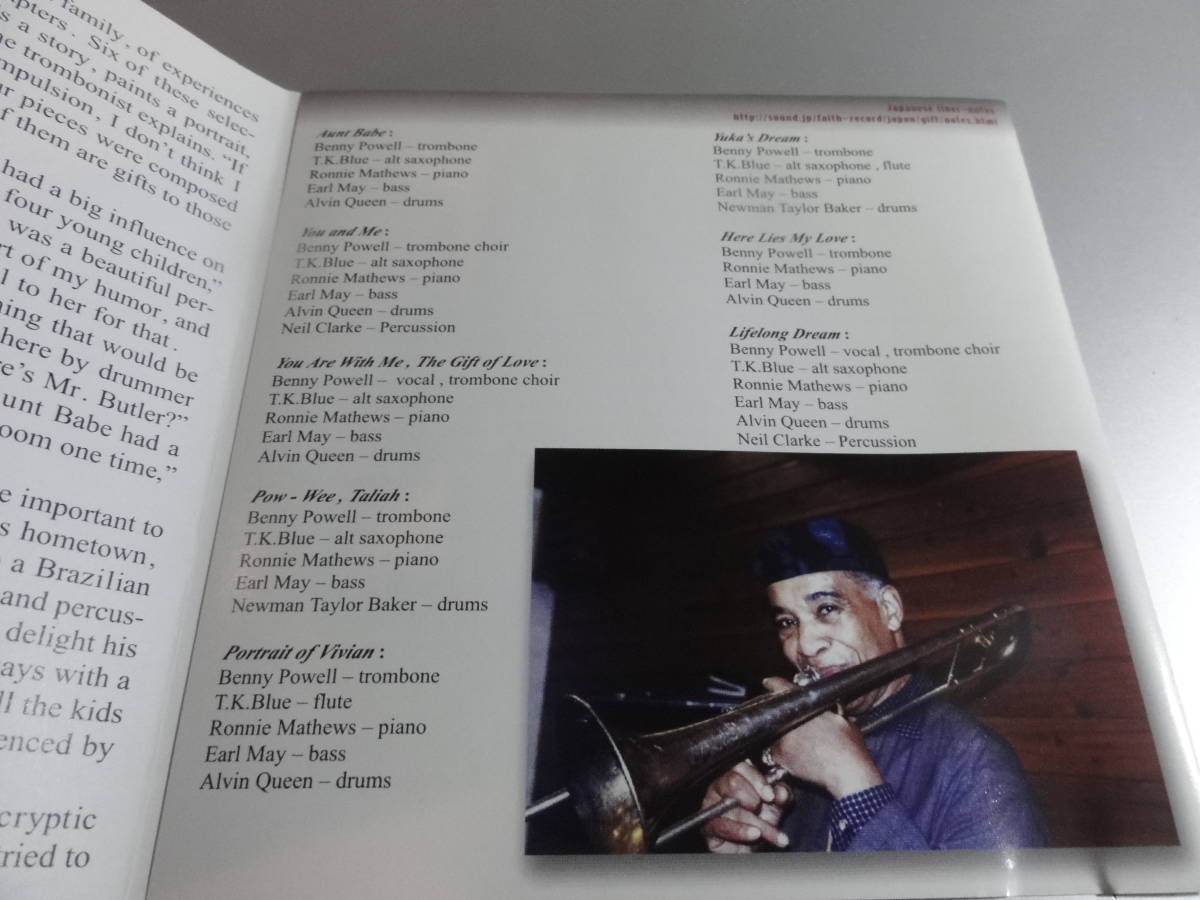 family, of experiences
Six of these selec-
a story, paints a portrait,
trombonist explains. "If
I don't think I
pieces were composed
them are gifts to those
had a big influence on
four young children,"
was a beautiful per-
of my humor, and
to her for that.
that would be
here by drummer
Mr. Butler?"
Babe had a
one time,"
important to
hometown,
a Brazilian
and percus-
delight his
with a
the kids
by
cryptic
tried to
Japanese liner-notes
http://sound.jp/faith-record/japan/gift/notes.html
Aunt Babe :
Benny Powell – trombone
T.K.Blue – alt saxophone
Ronnie Mathews – piano
Earl May – bass
Alvin Queen – drums
You and Me :
Benny Powell – trombone choir
T.K.Blue – alt saxophone
Ronnie Mathews – piano
Earl May – bass
Alvin Queen – drums
Neil Clarke – Percussion
You Are With Me , The Gift of Love :
Benny Powell – vocal , trombone choir
T.K.Blue – alt saxophone
Ronnie Mathews – piano
Earl May – bass
Alvin Queen – drums
Pow - Wee , Taliah :
Benny Powell – trombone
T.K.Blue – alt saxophone
Ronnie Mathews – piano
Earl May – bass
Newman Taylor Baker – drums
Portrait of Vivian :
Benny Powell – trombone
T.K.Blue – flute
Ronnie Mathews – piano
Earl May – bass
Alvin Queen – drums
Yuka's Dream :
Benny Powell – trombone
T.K.Blue – alt saxophone , flute
Ronnie Mathews – piano
Earl May – bass
Newman Taylor Baker – drums
Here Lies My Love :
Benny Powell – trombone
Ronnie Mathews – piano
Earl May – bass
Alvin Queen – drums
Lifelong Dream :
Benny Powell – vocal , trombone choir
T.K.Blue – alt saxophone
Ronnie Mathews – piano
Earl May – bass
Alvin Queen – drums
Neil Clarke – Percussion